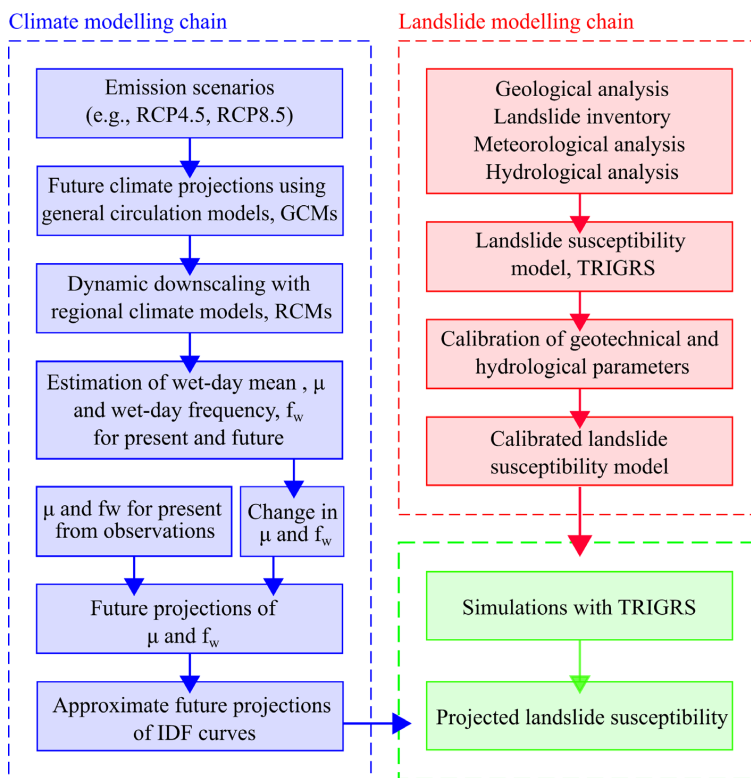 Climate modelling chain
Emission scenarios
(e.g., RCP4.5, RCP8.5)
Future climate projections using
general circulation models, GCMs
Dynamic downscaling with
regional climate models, RCMs
Estimation of wet-day mean , μ
and wet-day frequency, fw
for present and future
μ and fw for present
from observations
Change in
μ and fw
Future projections of
μ and fw
Approximate future projections
of IDF curves
Landslide modelling chain
Geological analysis
Landslide inventory
Meteorological analysis
Hydrological analysis
Landslide susceptibility
model, TRIGRS
Calibration of geotechnical and
hydrological parameters
Calibrated landslide
susceptibility model
Simulations with TRIGRS
Projected landslide susceptibility